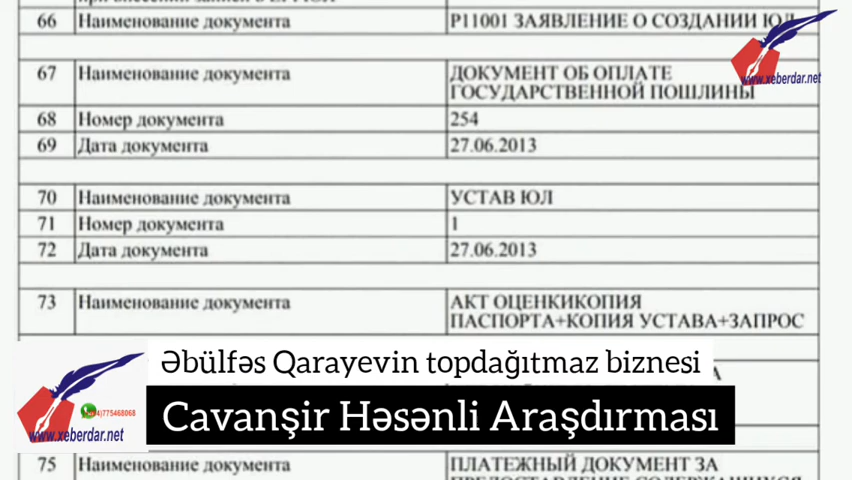 66 Наименование документа Р11001 ЗАЯВЛЕНИЕ О СОЗДАНИИ ЮЛ
www.xeberdar.net
67 Наименование документа ДОКУМЕНТ ОБ ОПЛАТЕ
ГОСУДАРСТВЕННОЙ ПОШЛИНЫ
68 Номер документа 254
69 Дата документа 27.06.2013
70 Наименование документа УСТАВ ЮЛ
71 Номер документа 1
72 Дата документа 27.06.2013
73 Наименование документа АКТ ОЦЕНКИКОПИЯ
ПАСПОРТА+КОПИЯ УСТАВА+ЗАПРОС
Əbülfəs Qarayevin topdağıtmaz biznesi
Cavanşir Həsənli Araşdırması
4)775468068
www.xeberdar.net
75 Наименование документа ПЛАТЕЖНЫЙ ДОКУМЕНТ ЗА